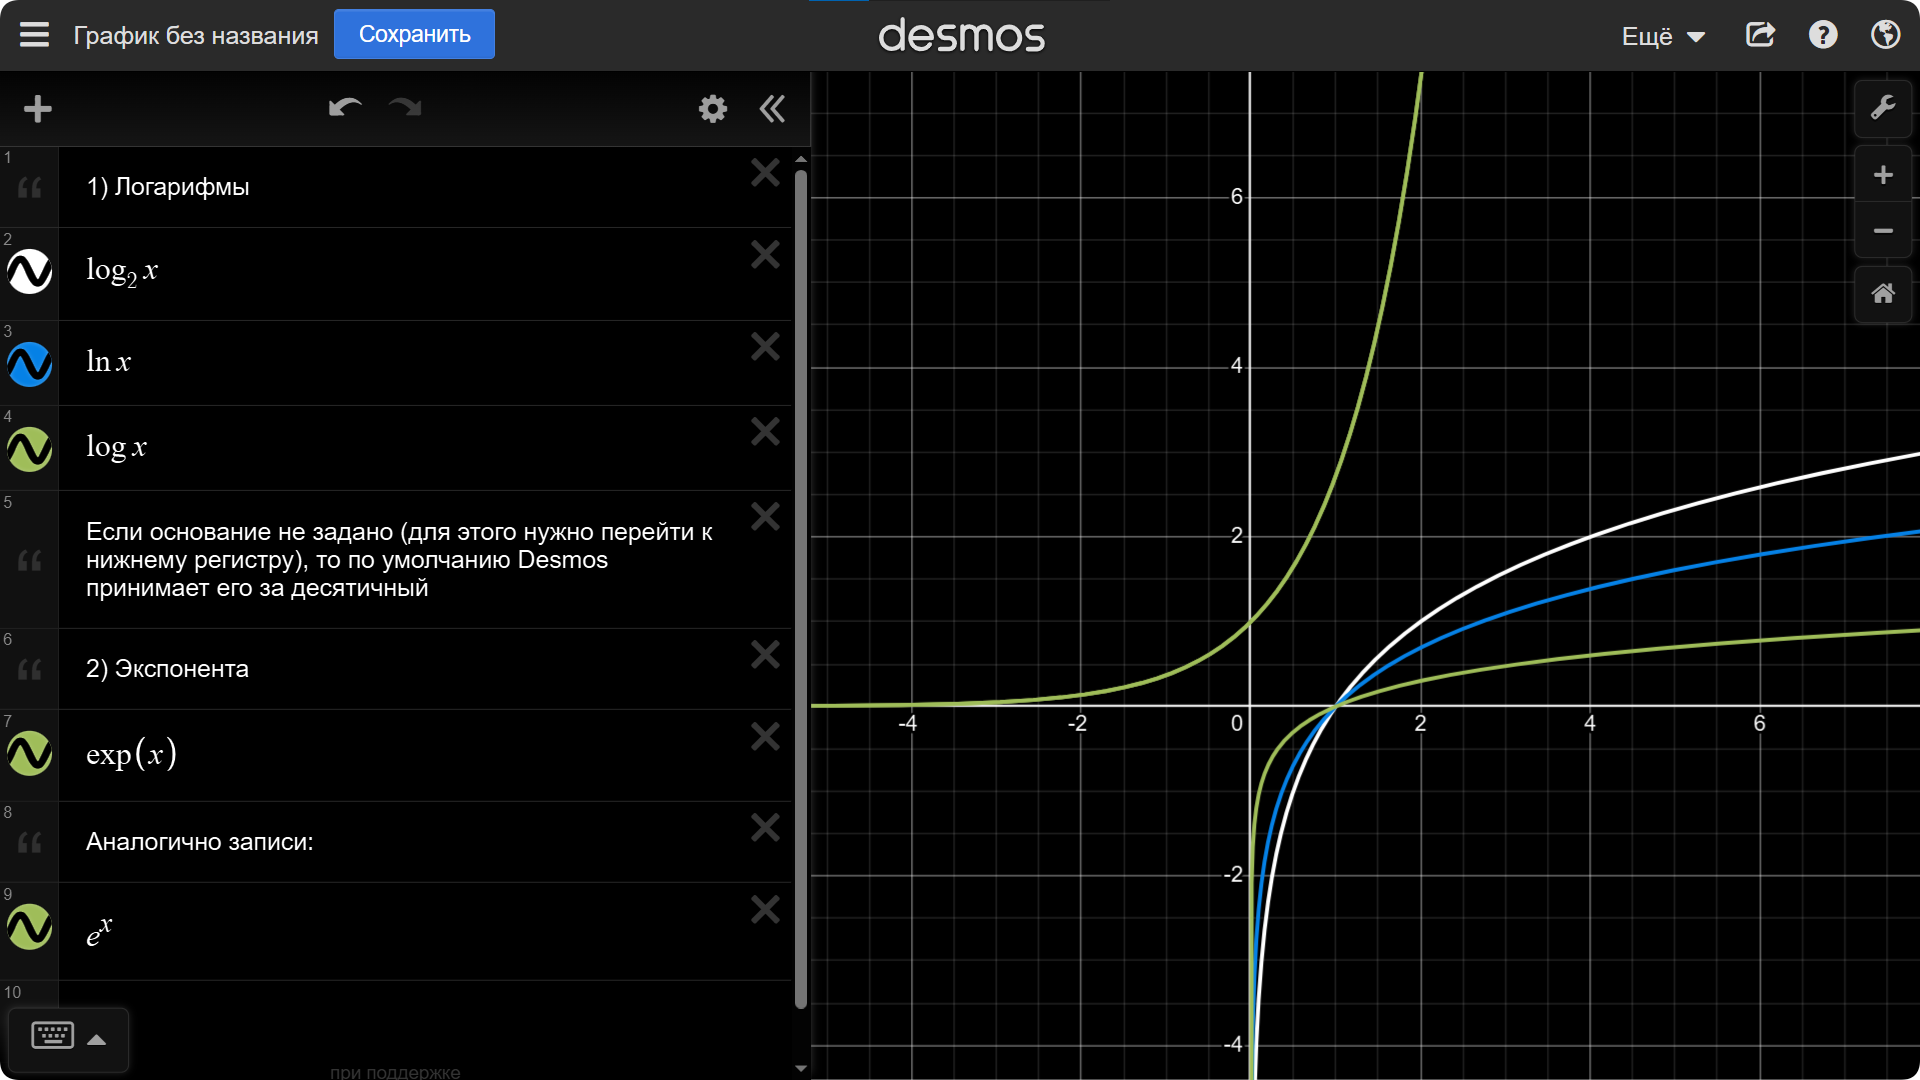 График без названия
Сохранить
desmos
Ещё
1
1) Логарифмы
2
log₂ x
3
ln x
4
log x
5
Если основание не задано (для этого нужно перейти к
нижнему регистру), то по умолчанию Desmos
принимает его за десятичный
6
2) Экспонента
7
exp(x)
8
Аналогично записи:
9
eˣ
10
при поддержке
6
4
2
-4
-2
0
2
4
6
-2
-4